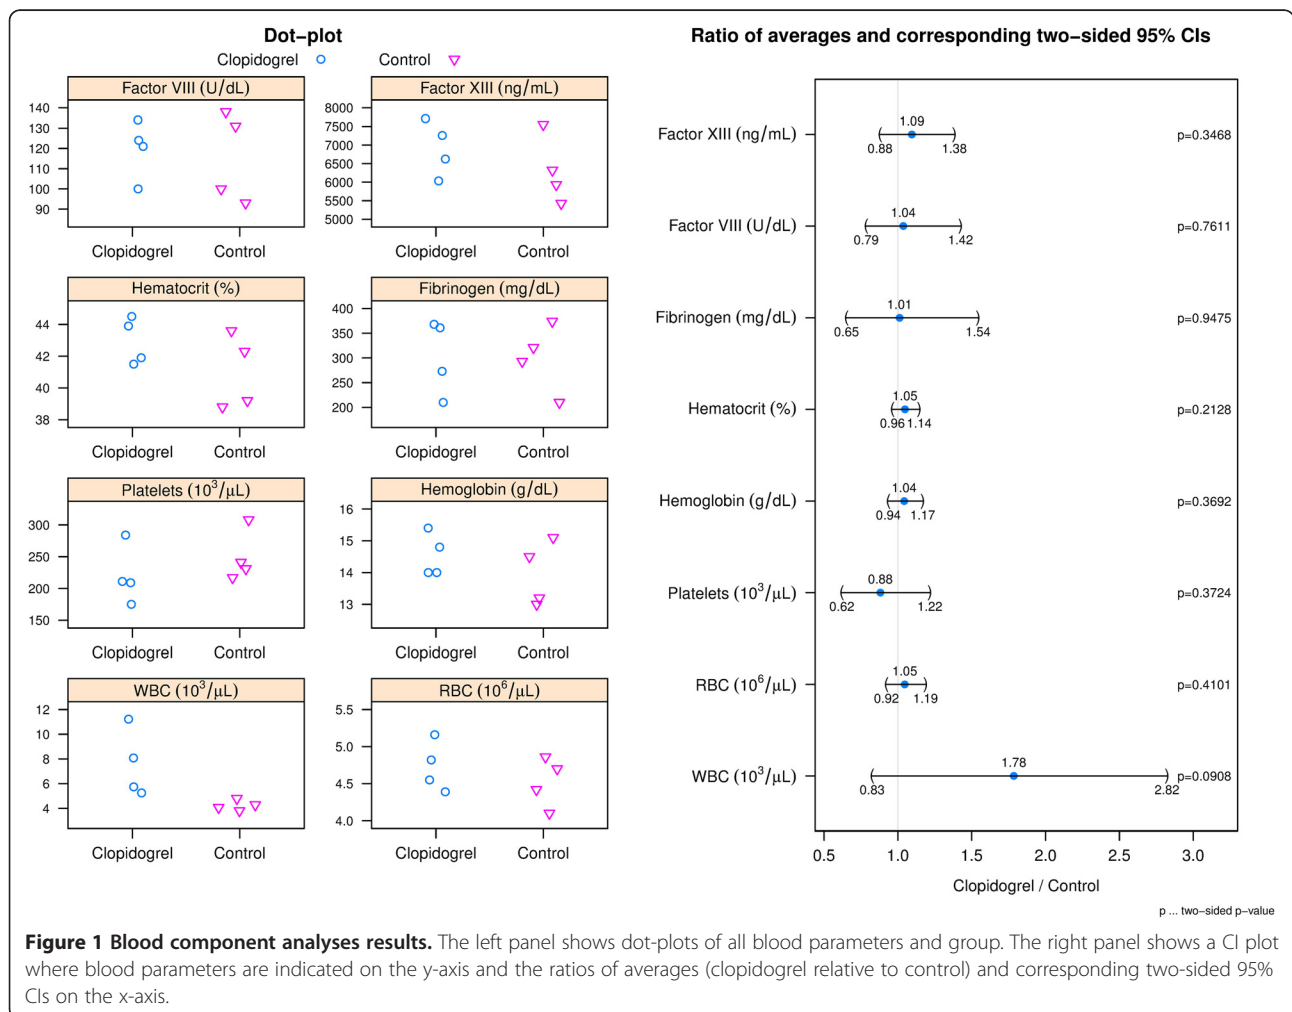 Dot−plot
Clopidogrel
Control
Factor VIII (U/dL)
140
130
120
110
100
90
Clopidogrel Control
Factor XIII (ng/mL)
8000
7500
7000
6500
6000
5500
5000
Clopidogrel Control
Hematocrit (%)
44
42
40
38
Clopidogrel Control
Fibrinogen (mg/dL)
400
350
300
250
200
Clopidogrel Control
Platelets (10³/μL)
300
250
200
150
Clopidogrel Control
Hemoglobin (g/dL)
16
15
14
13
Clopidogrel Control
WBC (10³/μL)
12
10
8
6
4
Clopidogrel Control
RBC (10⁶/μL)
5.5
5.0
4.5
4.0
Clopidogrel Control
Ratio of averages and corresponding two−sided 95% CIs
1.09
Factor XIII (ng/mL) p=0.3468
0.88 1.38
1.04
Factor VIII (U/dL) p=0.7611
0.79 1.42
1.01
Fibrinogen (mg/dL) p=0.9475
0.65 1.54
1.05
Hematocrit (%) p=0.2128
0.96 1.14
1.04
Hemoglobin (g/dL) p=0.3692
0.94 1.17
0.88
Platelets (10³/μL) p=0.3724
0.62 1.22
1.05
RBC (10⁶/μL) p=0.4101
0.92 1.19
1.78
WBC (10³/μL) p=0.0908
0.83 2.82
0.5 1.0 1.5 2.0 2.5 3.0
Clopidogrel / Control
p ... two−sided p−value
Figure 1 Blood component analyses results. The left panel shows dot-plots of all blood parameters and group. The right panel shows a CI plot
where blood parameters are indicated on the y-axis and the ratios of averages (clopidogrel relative to control) and corresponding two-sided 95%
CIs on the x-axis.